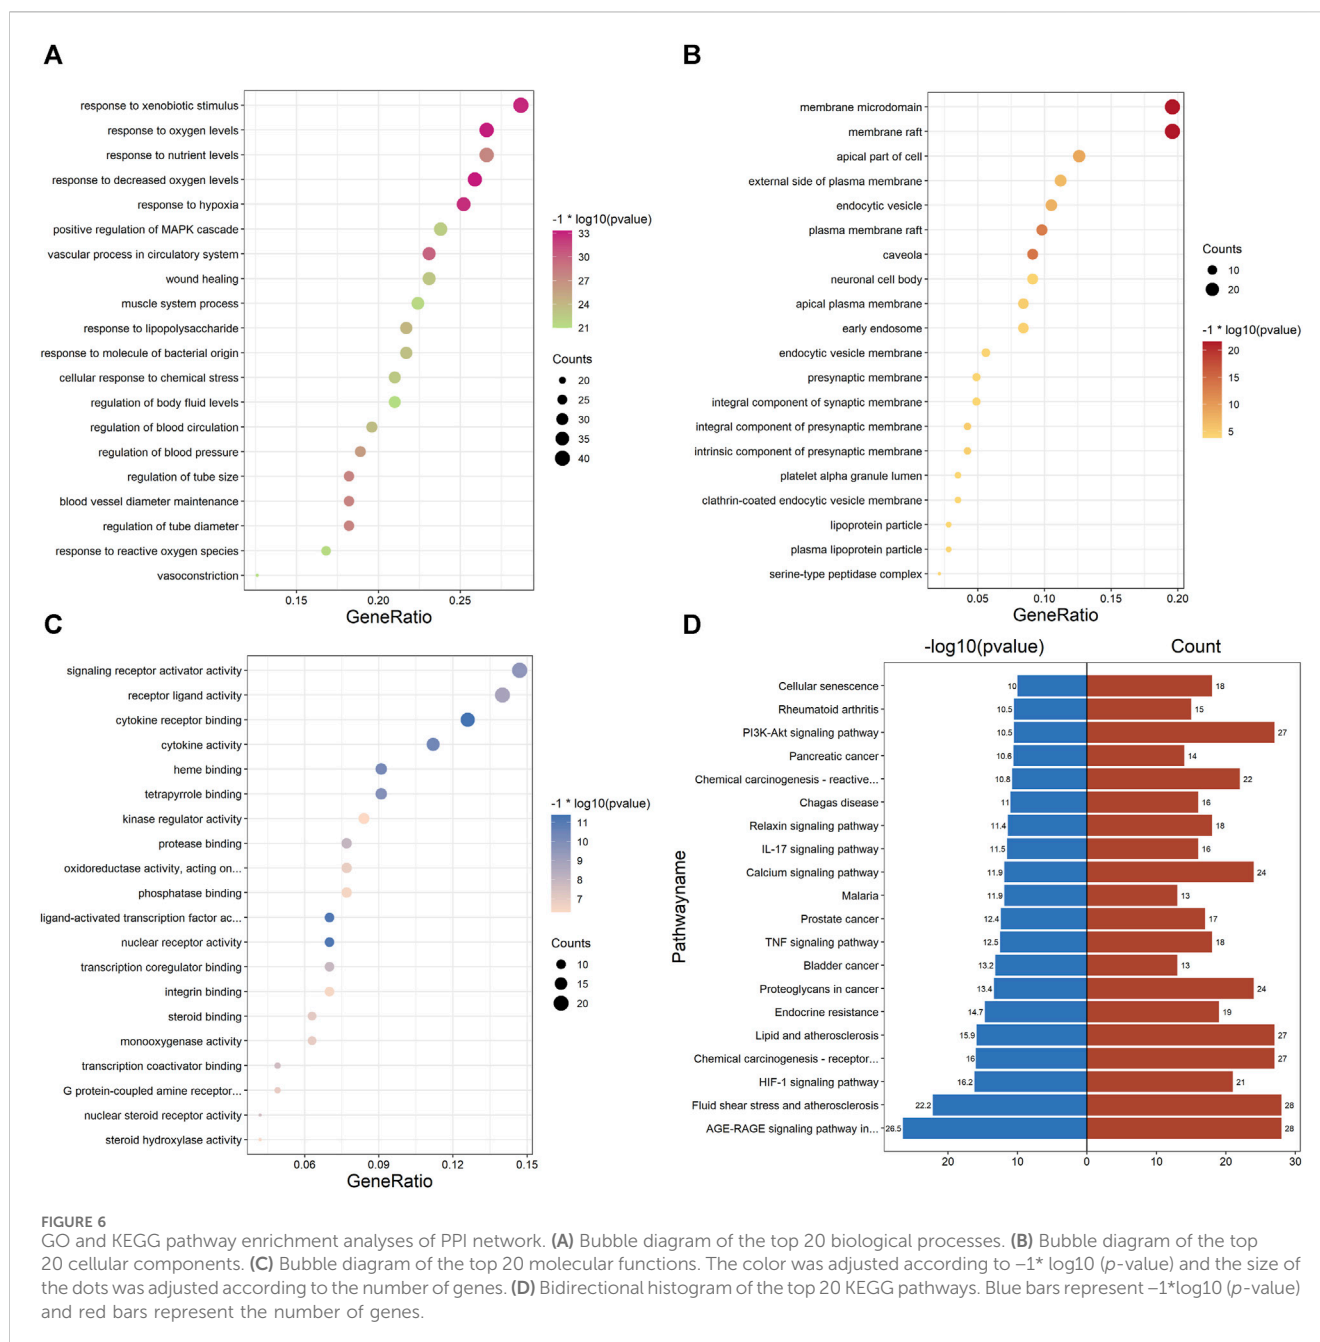 A
response to xenobiotic stimulus
response to oxygen levels
response to nutrient levels
response to decreased oxygen levels
response to hypoxia
positive regulation of MAPK cascade
vascular process in circulatory system
wound healing
muscle system process
response to lipopolysaccharide
response to molecule of bacterial origin
cellular response to chemical stress
regulation of body fluid levels
regulation of blood circulation
regulation of blood pressure
regulation of tube size
blood vessel diameter maintenance
regulation of tube diameter
response to reactive oxygen species
vasoconstriction
0.15 0.20 0.25
GeneRatio
-1 * log10(pvalue)
33
30
27
24
21
Counts
20
25
30
35
40
B
membrane microdomain
membrane raft
apical part of cell
external side of plasma membrane
endocytic vesicle
plasma membrane raft
caveola
neuronal cell body
apical plasma membrane
early endosome
endocytic vesicle membrane
presynaptic membrane
integral component of synaptic membrane
integral component of presynaptic membrane
intrinsic component of presynaptic membrane
platelet alpha granule lumen
clathrin-coated endocytic vesicle membrane
lipoprotein particle
plasma lipoprotein particle
serine-type peptidase complex
0.05 0.10 0.15 0.20
GeneRatio
Counts
10
20
-1 * log10(pvalue)
20
15
10
5
C
signaling receptor activator activity
receptor ligand activity
cytokine receptor binding
cytokine activity
heme binding
tetrapyrrole binding
kinase regulator activity
protease binding
oxidoreductase activity, acting on...
phosphatase binding
ligand-activated transcription factor ac...
nuclear receptor activity
transcription coregulator binding
integrin binding
steroid binding
monooxygenase activity
transcription coactivator binding
G protein-coupled amine receptor...
nuclear steroid receptor activity
steroid hydroxylase activity
0.06 0.09 0.12 0.15
GeneRatio
-1 * log10(pvalue)
11
10
9
8
7
Counts
10
15
20
D
-log10(pvalue) Count
Pathwayname
Cellular senescence 10 18
Rheumatoid arthritis 10.5 15
PI3K-Akt signaling pathway 10.5 27
Pancreatic cancer 10.6 14
Chemical carcinogenesis - reactive... 10.8 22
Chagas disease 11 16
Relaxin signaling pathway 11.4 18
IL-17 signaling pathway 11.5 16
Calcium signaling pathway 11.9 24
Malaria 11.9 13
Prostate cancer 12.4 17
TNF signaling pathway 12.5 18
Bladder cancer 13.2 13
Proteoglycans in cancer 13.4 24
Endocrine resistance 14.7 19
Lipid and atherosclerosis 15.9 27
Chemical carcinogenesis - receptor... 16 27
HIF-1 signaling pathway 16.2 21
Fluid shear stress and atherosclerosis 22.2 28
AGE-RAGE signaling pathway in... 26.5 28
20 10 0 10 20 30
FIGURE 6
GO and KEGG pathway enrichment analyses of PPI network. (A) Bubble diagram of the top 20 biological processes. (B) Bubble diagram of the top
20 cellular components. (C) Bubble diagram of the top 20 molecular functions. The color was adjusted according to –1* log10 (p-value) and the size of
the dots was adjusted according to the number of genes. (D) Bidirectional histogram of the top 20 KEGG pathways. Blue bars represent –1*log10 (p-value)
and red bars represent the number of genes.